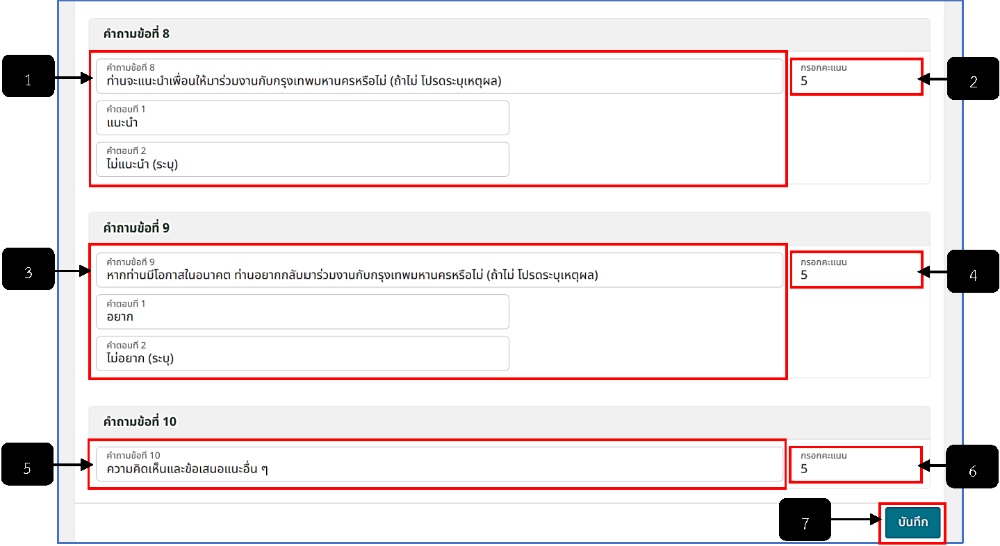 คำถามข้อที่ 8
1
คำถามข้อที่ 8
ท่านจะแนะนำเพื่อนให้มาร่วมงานกับกรุงเทพมหานครหรือไม่ (ถ้าไม่ โปรดระบุเหตุผล)
กรอกคะแนน
5
2
คำตอบที่ 1
แนะนำ
คำตอบที่ 2
ไม่แนะนำ (ระบุ)
คำถามข้อที่ 9
3
คำถามข้อที่ 9
หากท่านมีโอกาสในอนาคต ท่านอยากกลับมาร่วมงานกับกรุงเทพมหานครหรือไม่ (ถ้าไม่ โปรดระบุเหตุผล)
กรอกคะแนน
5
4
คำตอบที่ 1
อยาก
คำตอบที่ 2
ไม่อยาก (ระบุ)
คำถามข้อที่ 10
5
คำถามข้อที่ 10
ความคิดเห็นและข้อเสนอแนะอื่น ๆ
กรอกคะแนน
5
6
7
บันทึก